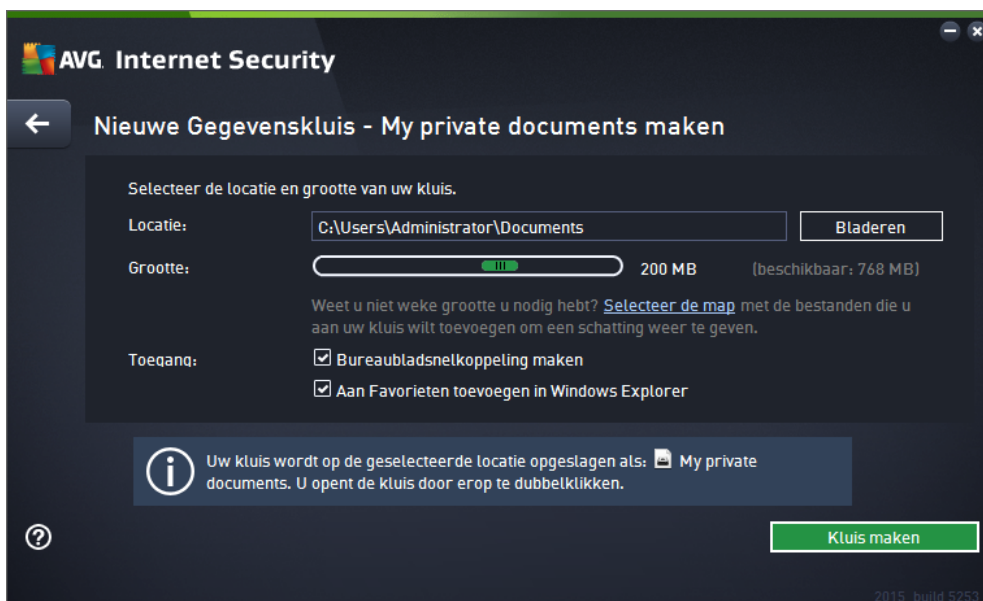 AVG. Internet Security
Nieuwe Gegevenskluis - My private documents maken
Selecteer de locatie en grootte van uw kluis.
Locatie:
C:\Users\Administrator\Documents
Bladeren
Grootte:
200 MB
(beschikbaar: 768 MB)
Weet u niet weke grootte u nodig hebt? Selecteer de map met de bestanden die u
aan uw kluis wilt toevoegen om een schatting weer te geven.
Toegang:
Bureaubladsnelkoppeling maken
Aan Favorieten toevoegen in Windows Explorer
Uw kluis wordt op de geselecteerde locatie opgeslagen als: My private
documents. U opent de kluis door erop te dubbelklikken.
Kluis maken
2015 build 5253